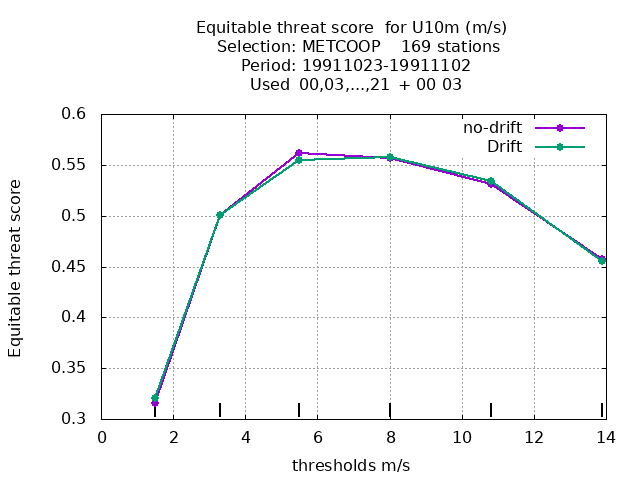 Equitable threat score  for U10m (m/s)
Selection: METCOOP    169 stations
Period: 19911023-19911102
Used  00,03,...,21  + 00 03
no-drift
Drift
Equitable threat score
0.6
0.55
0.5
0.45
0.4
0.35
0.3
0 2 4 6 8 10 12 14
thresholds m/s